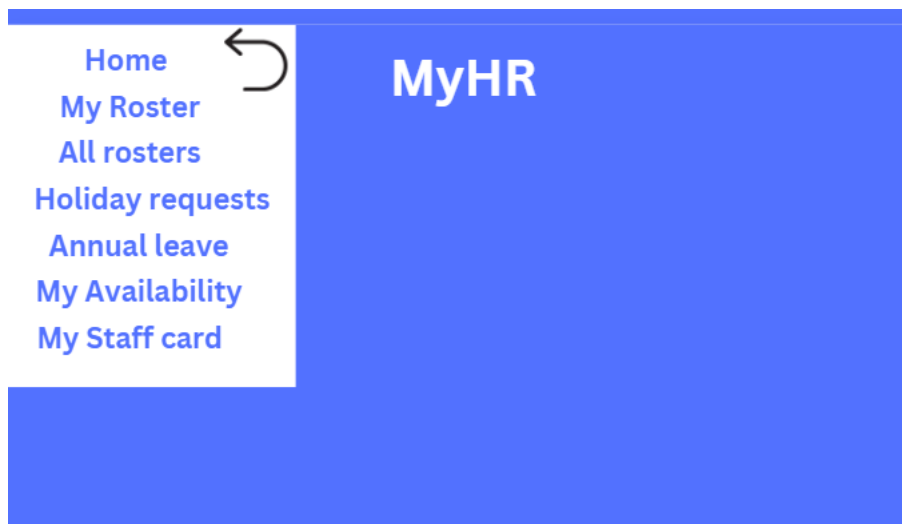 Home
MyHR
My Roster
All rosters
Holiday requests
Annual leave
My Availability
My Staff card